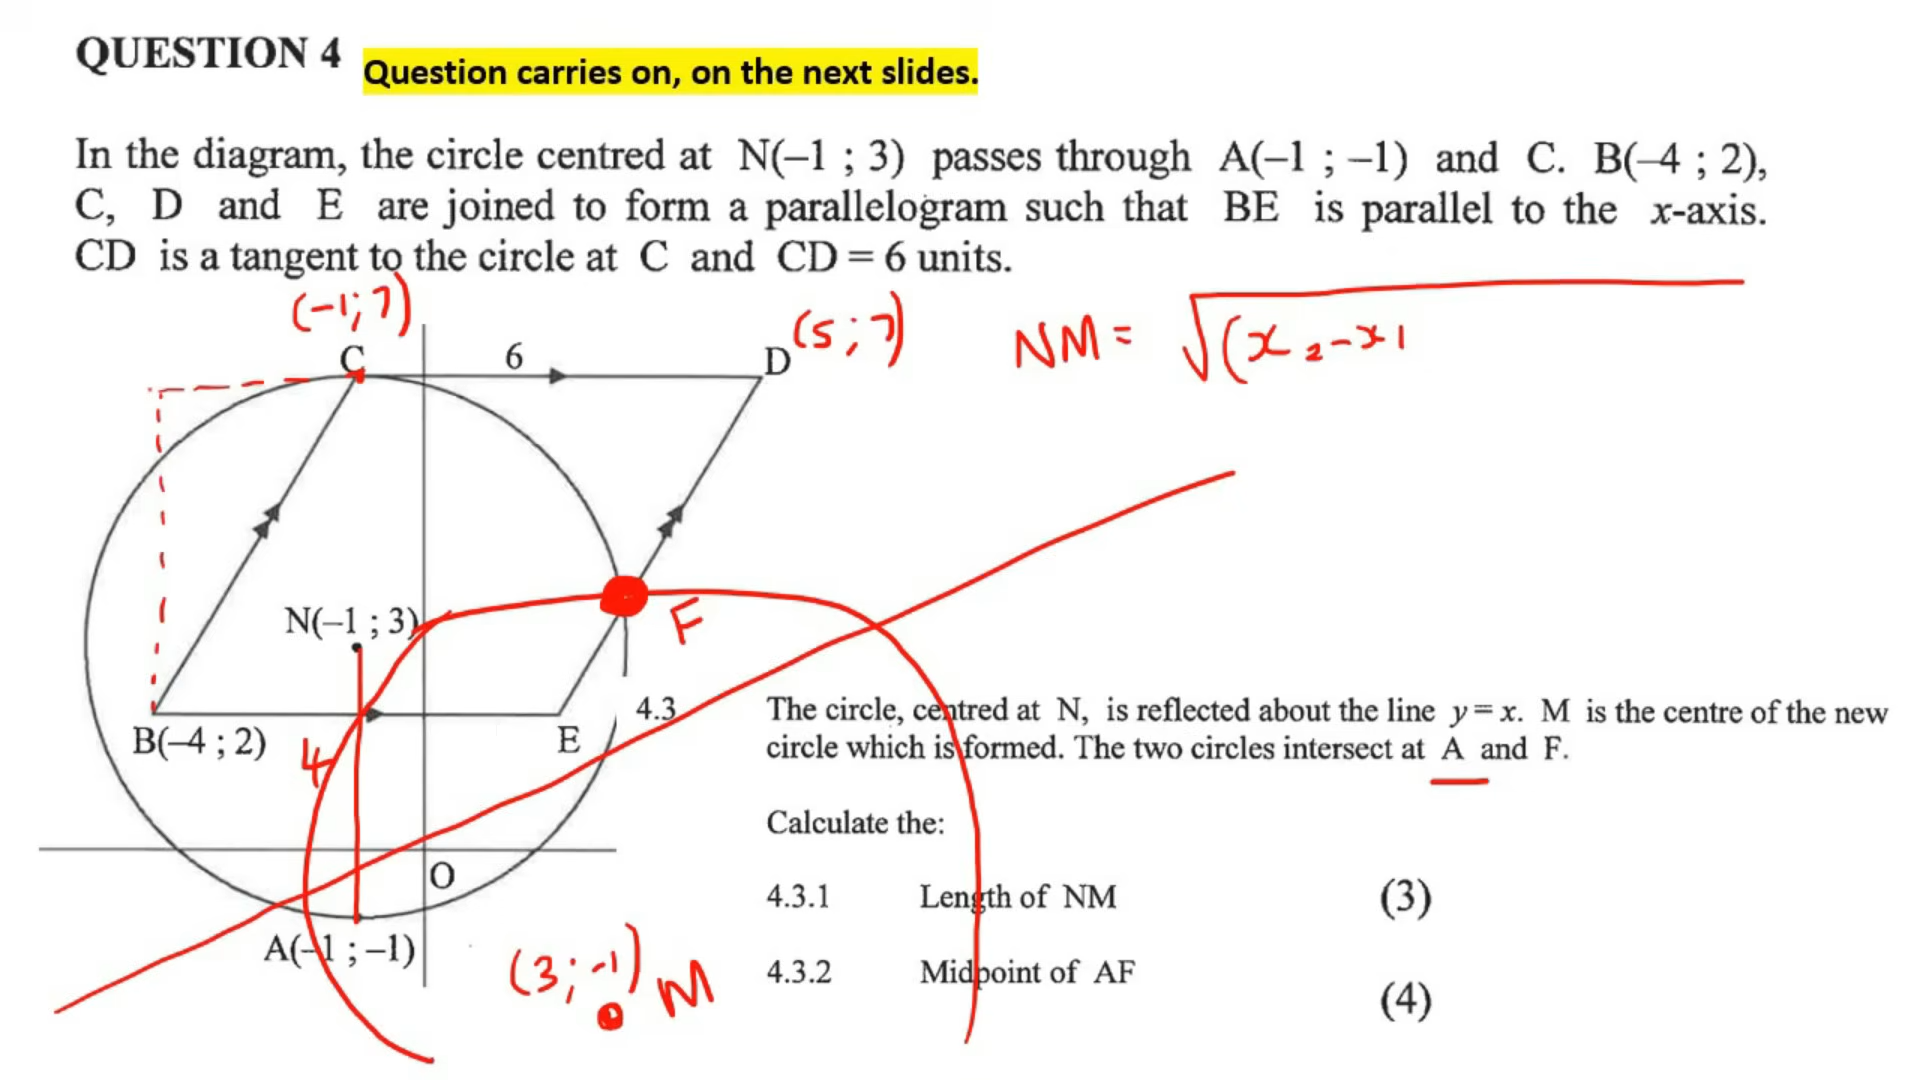 QUESTION 4
Question carries on, on the next slides.
In the diagram, the circle centred at N(–1 ; 3) passes through A(–1 ; –1) and C. B(–4 ; 2),
C, D and E are joined to form a parallelogram such that BE is parallel to the x-axis.
CD is a tangent to the circle at C and CD = 6 units.
(-1;7)
C
6
D
(5;7)
NM = √(x₂-x1
N(–1 ; 3)
F
B(–4 ; 2)
E
4
O
A(–1 ; –1)
(3;-1)
M
4.3 The circle, centred at N, is reflected about the line y = x. M is the centre of the new
circle which is formed. The two circles intersect at A and F.
Calculate the:
4.3.1 Length of NM (3)
4.3.2 Midpoint of AF
(4)